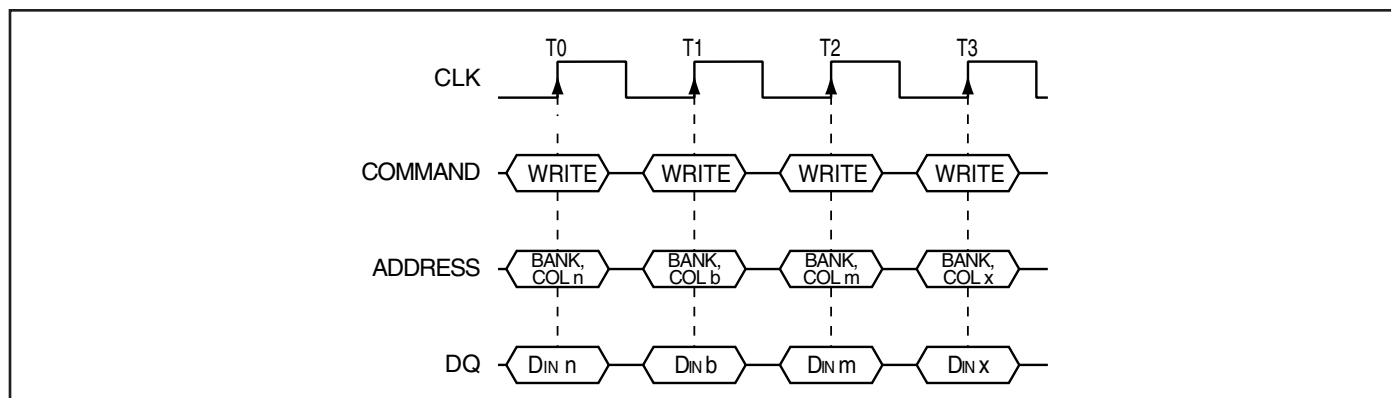 T0 T1 T2 T3
CLK
COMMAND WRITE WRITE WRITE WRITE
ADDRESS BANK, COL n BANK, COL b BANK, COL m BANK, COL x
DQ DIN n DIN b DIN m DIN x